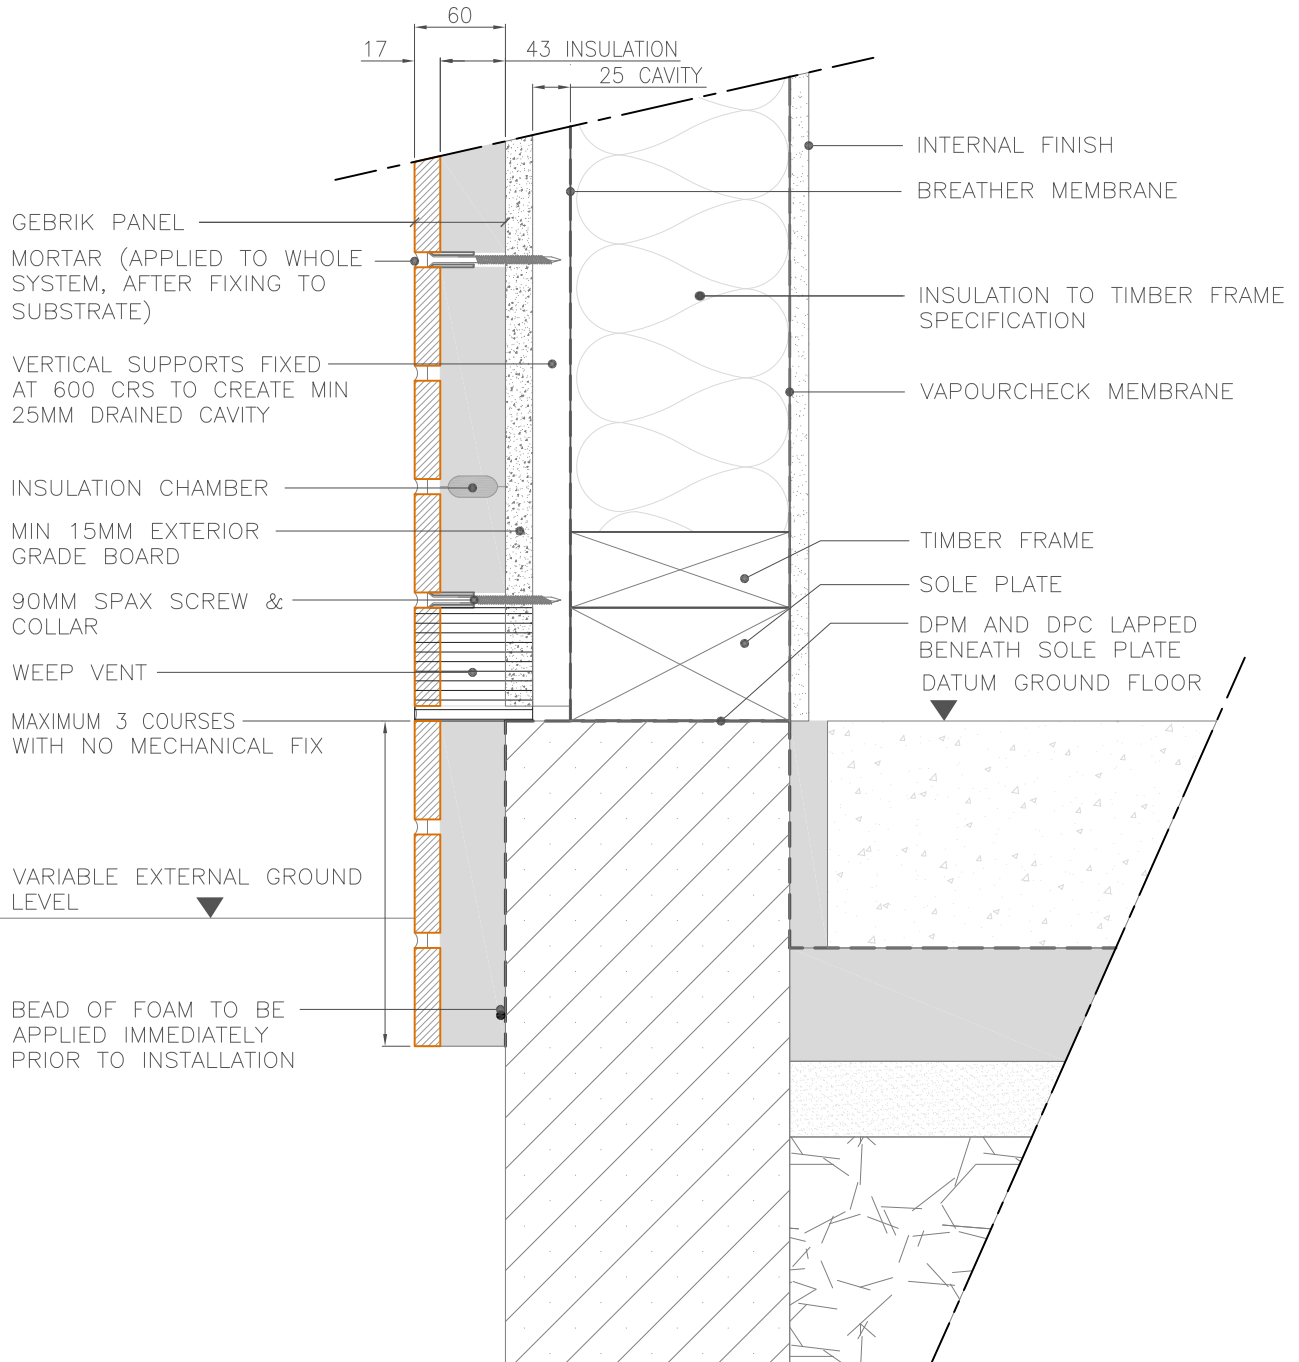 60
17
43 INSULATION
25 CAVITY
GEBRIK PANEL
MORTAR (APPLIED TO WHOLE
SYSTEM, AFTER FIXING TO
SUBSTRATE)
VERTICAL SUPPORTS FIXED
AT 600 CRS TO CREATE MIN
25MM DRAINED CAVITY
INSULATION CHAMBER
MIN 15MM EXTERIOR
GRADE BOARD
90MM SPAX SCREW &
COLLAR
WEEP VENT
MAXIMUM 3 COURSES
WITH NO MECHANICAL FIX
VARIABLE EXTERNAL GROUND
LEVEL
BEAD OF FOAM TO BE
APPLIED IMMEDIATELY
PRIOR TO INSTALLATION
INTERNAL FINISH
BREATHER MEMBRANE
INSULATION TO TIMBER FRAME
SPECIFICATION
VAPOURCHECK MEMBRANE
TIMBER FRAME
SOLE PLATE
DPM AND DPC LAPPED
BENEATH SOLE PLATE
DATUM GROUND FLOOR